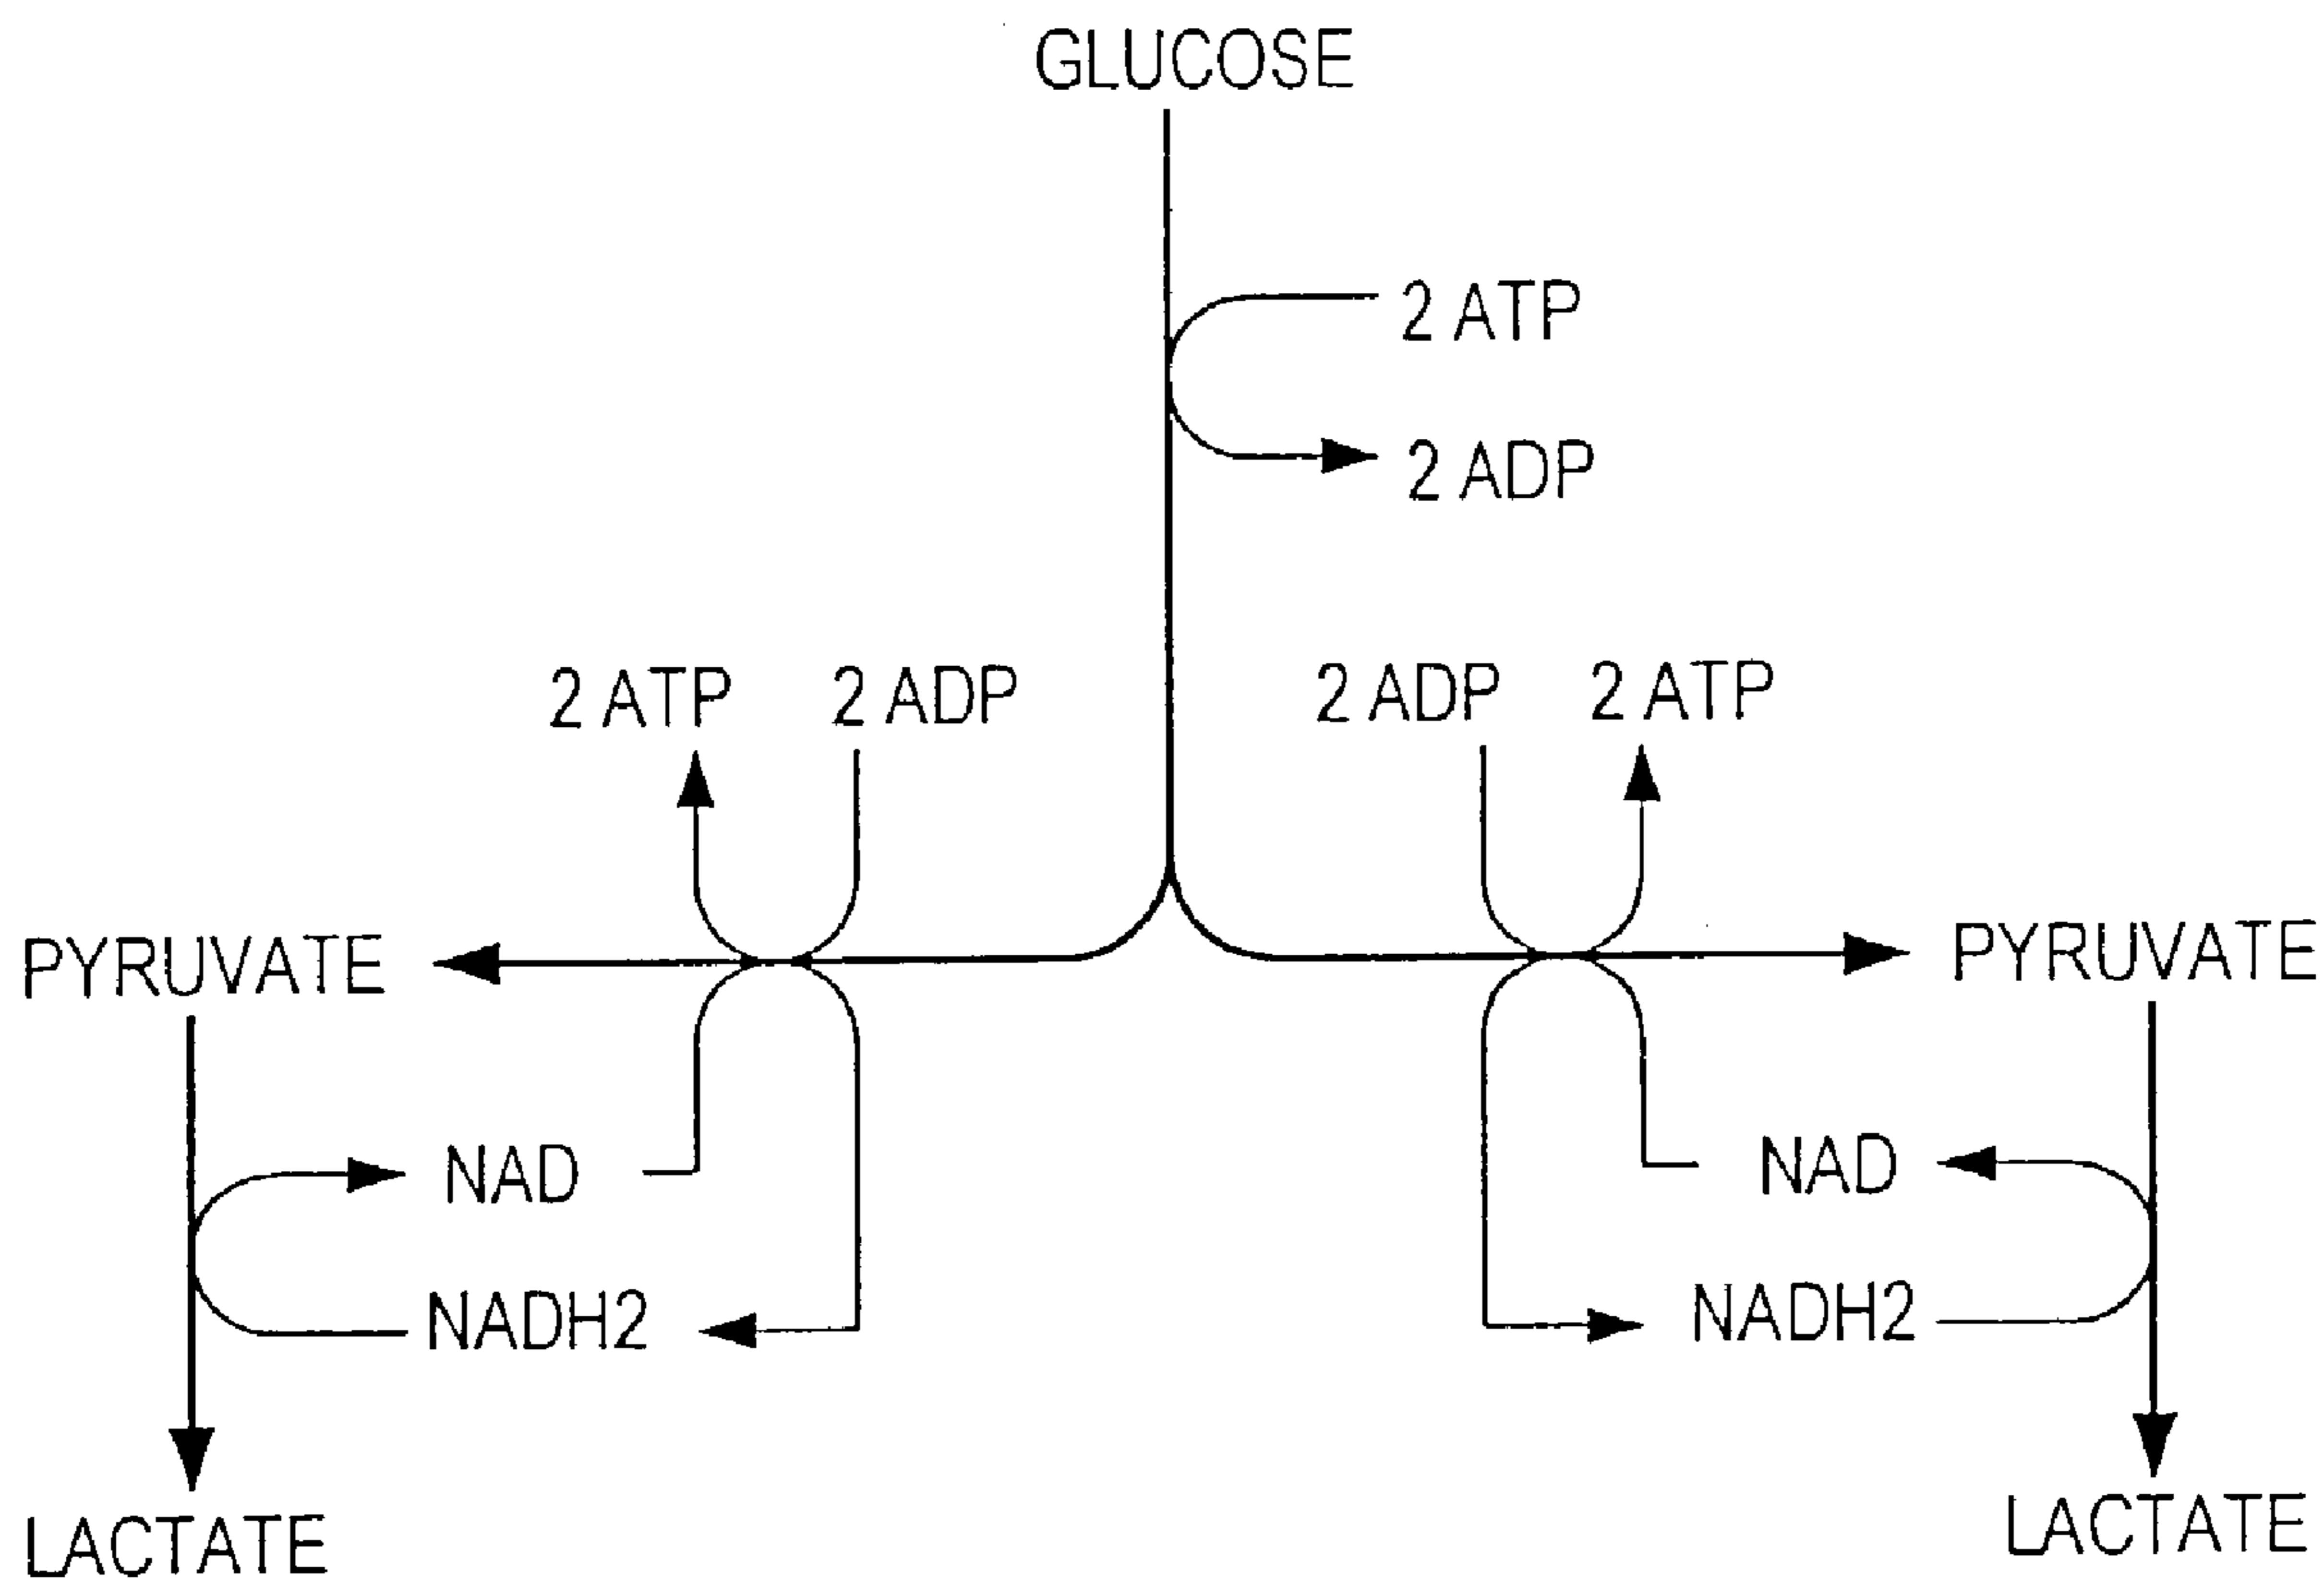 GLUCOSE
2 ATP
2 ADP
2 ATP 2 ADP 2 ADP 2 ATP
PYRUVATE PYRUVATE
NAD NAD
NADH2 NADH2
LACTATE LACTATE